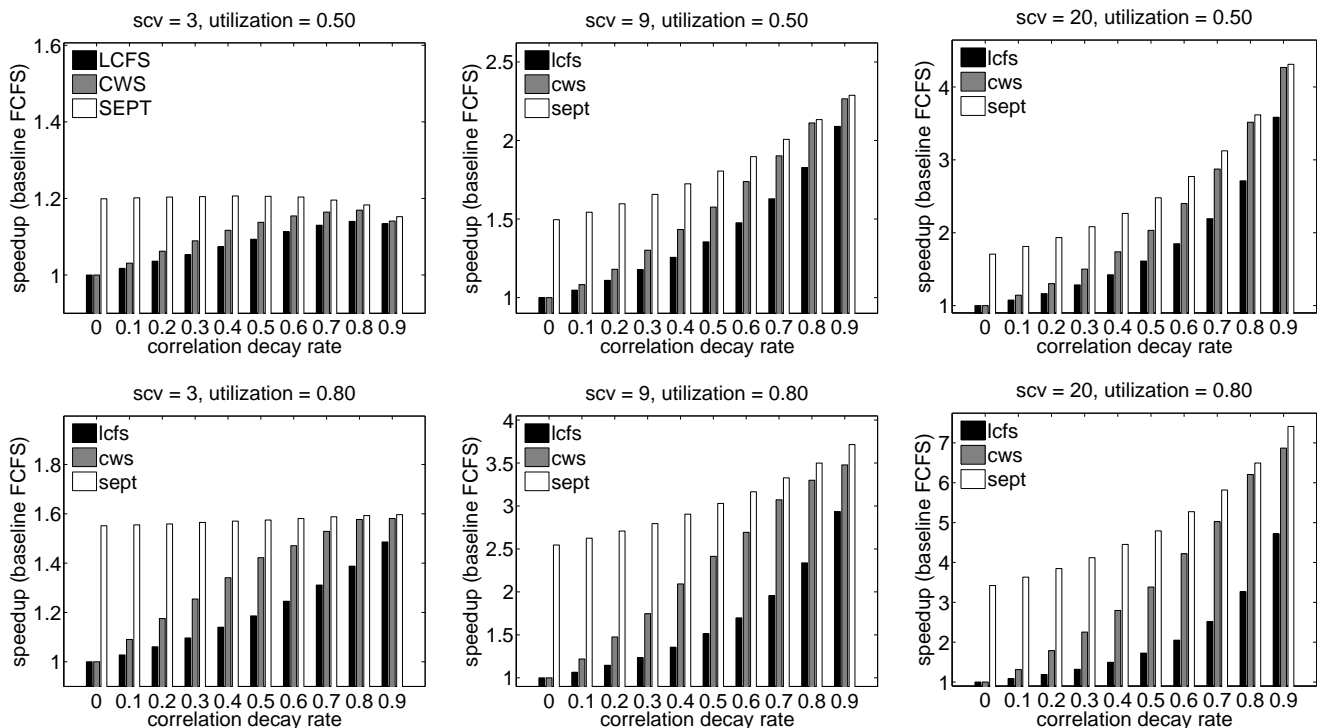 scv = 3, utilization = 0.50
speedup (baseline FCFS)
1.6
1.4
1.2
1
LCFS
CWS
SEPT
0 0.1 0.2 0.3 0.4 0.5 0.6 0.7 0.8 0.9
correlation decay rate
scv = 9, utilization = 0.50
speedup (baseline FCFS)
2.5
2
1.5
1
lcfs
cws
sept
0 0.1 0.2 0.3 0.4 0.5 0.6 0.7 0.8 0.9
correlation decay rate
scv = 20, utilization = 0.50
speedup (baseline FCFS)
4
3
2
1
lcfs
cws
sept
0 0.1 0.2 0.3 0.4 0.5 0.6 0.7 0.8 0.9
correlation decay rate
scv = 3, utilization = 0.80
speedup (baseline FCFS)
1.8
1.6
1.4
1.2
1
lcfs
cws
sept
0 0.1 0.2 0.3 0.4 0.5 0.6 0.7 0.8 0.9
correlation decay rate
scv = 9, utilization = 0.80
speedup (baseline FCFS)
4
3.5
3
2.5
2
1.5
1
lcfs
cws
sept
0 0.1 0.2 0.3 0.4 0.5 0.6 0.7 0.8 0.9
correlation decay rate
scv = 20, utilization = 0.80
speedup (baseline FCFS)
7
6
5
4
3
2
1
lcfs
cws
sept
0 0.1 0.2 0.3 0.4 0.5 0.6 0.7 0.8 0.9
correlation decay rate